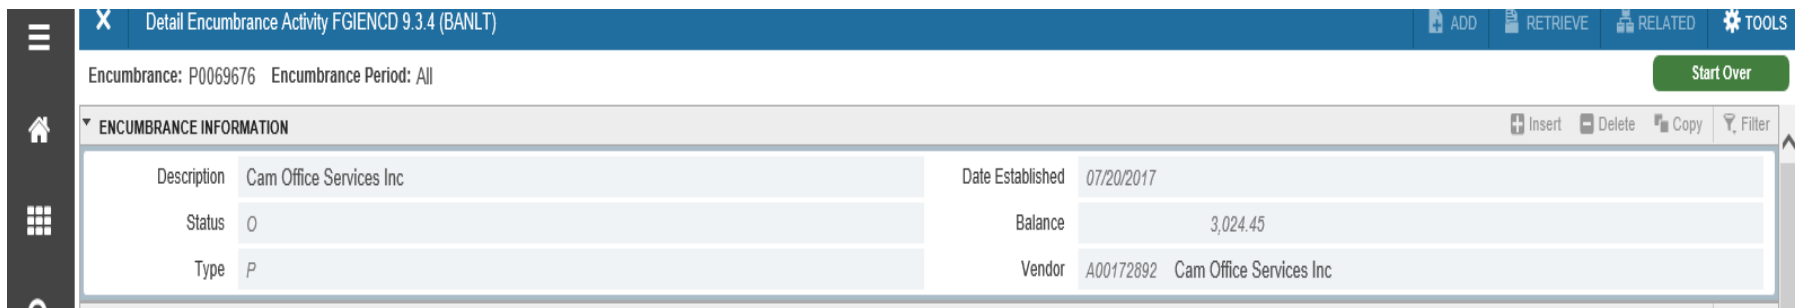 X Detail Encumbrance Activity FGIENCD 9.3.4 (BANLT) ADD RETRIEVE RELATED TOOLS
Encumbrance: P0069676 Encumbrance Period: All Start Over
ENCUMBRANCE INFORMATION Insert Delete Copy Filter
Description Cam Office Services Inc Date Established 07/20/2017
Status O Balance 3,024.45
Type P Vendor A00172892 Cam Office Services Inc